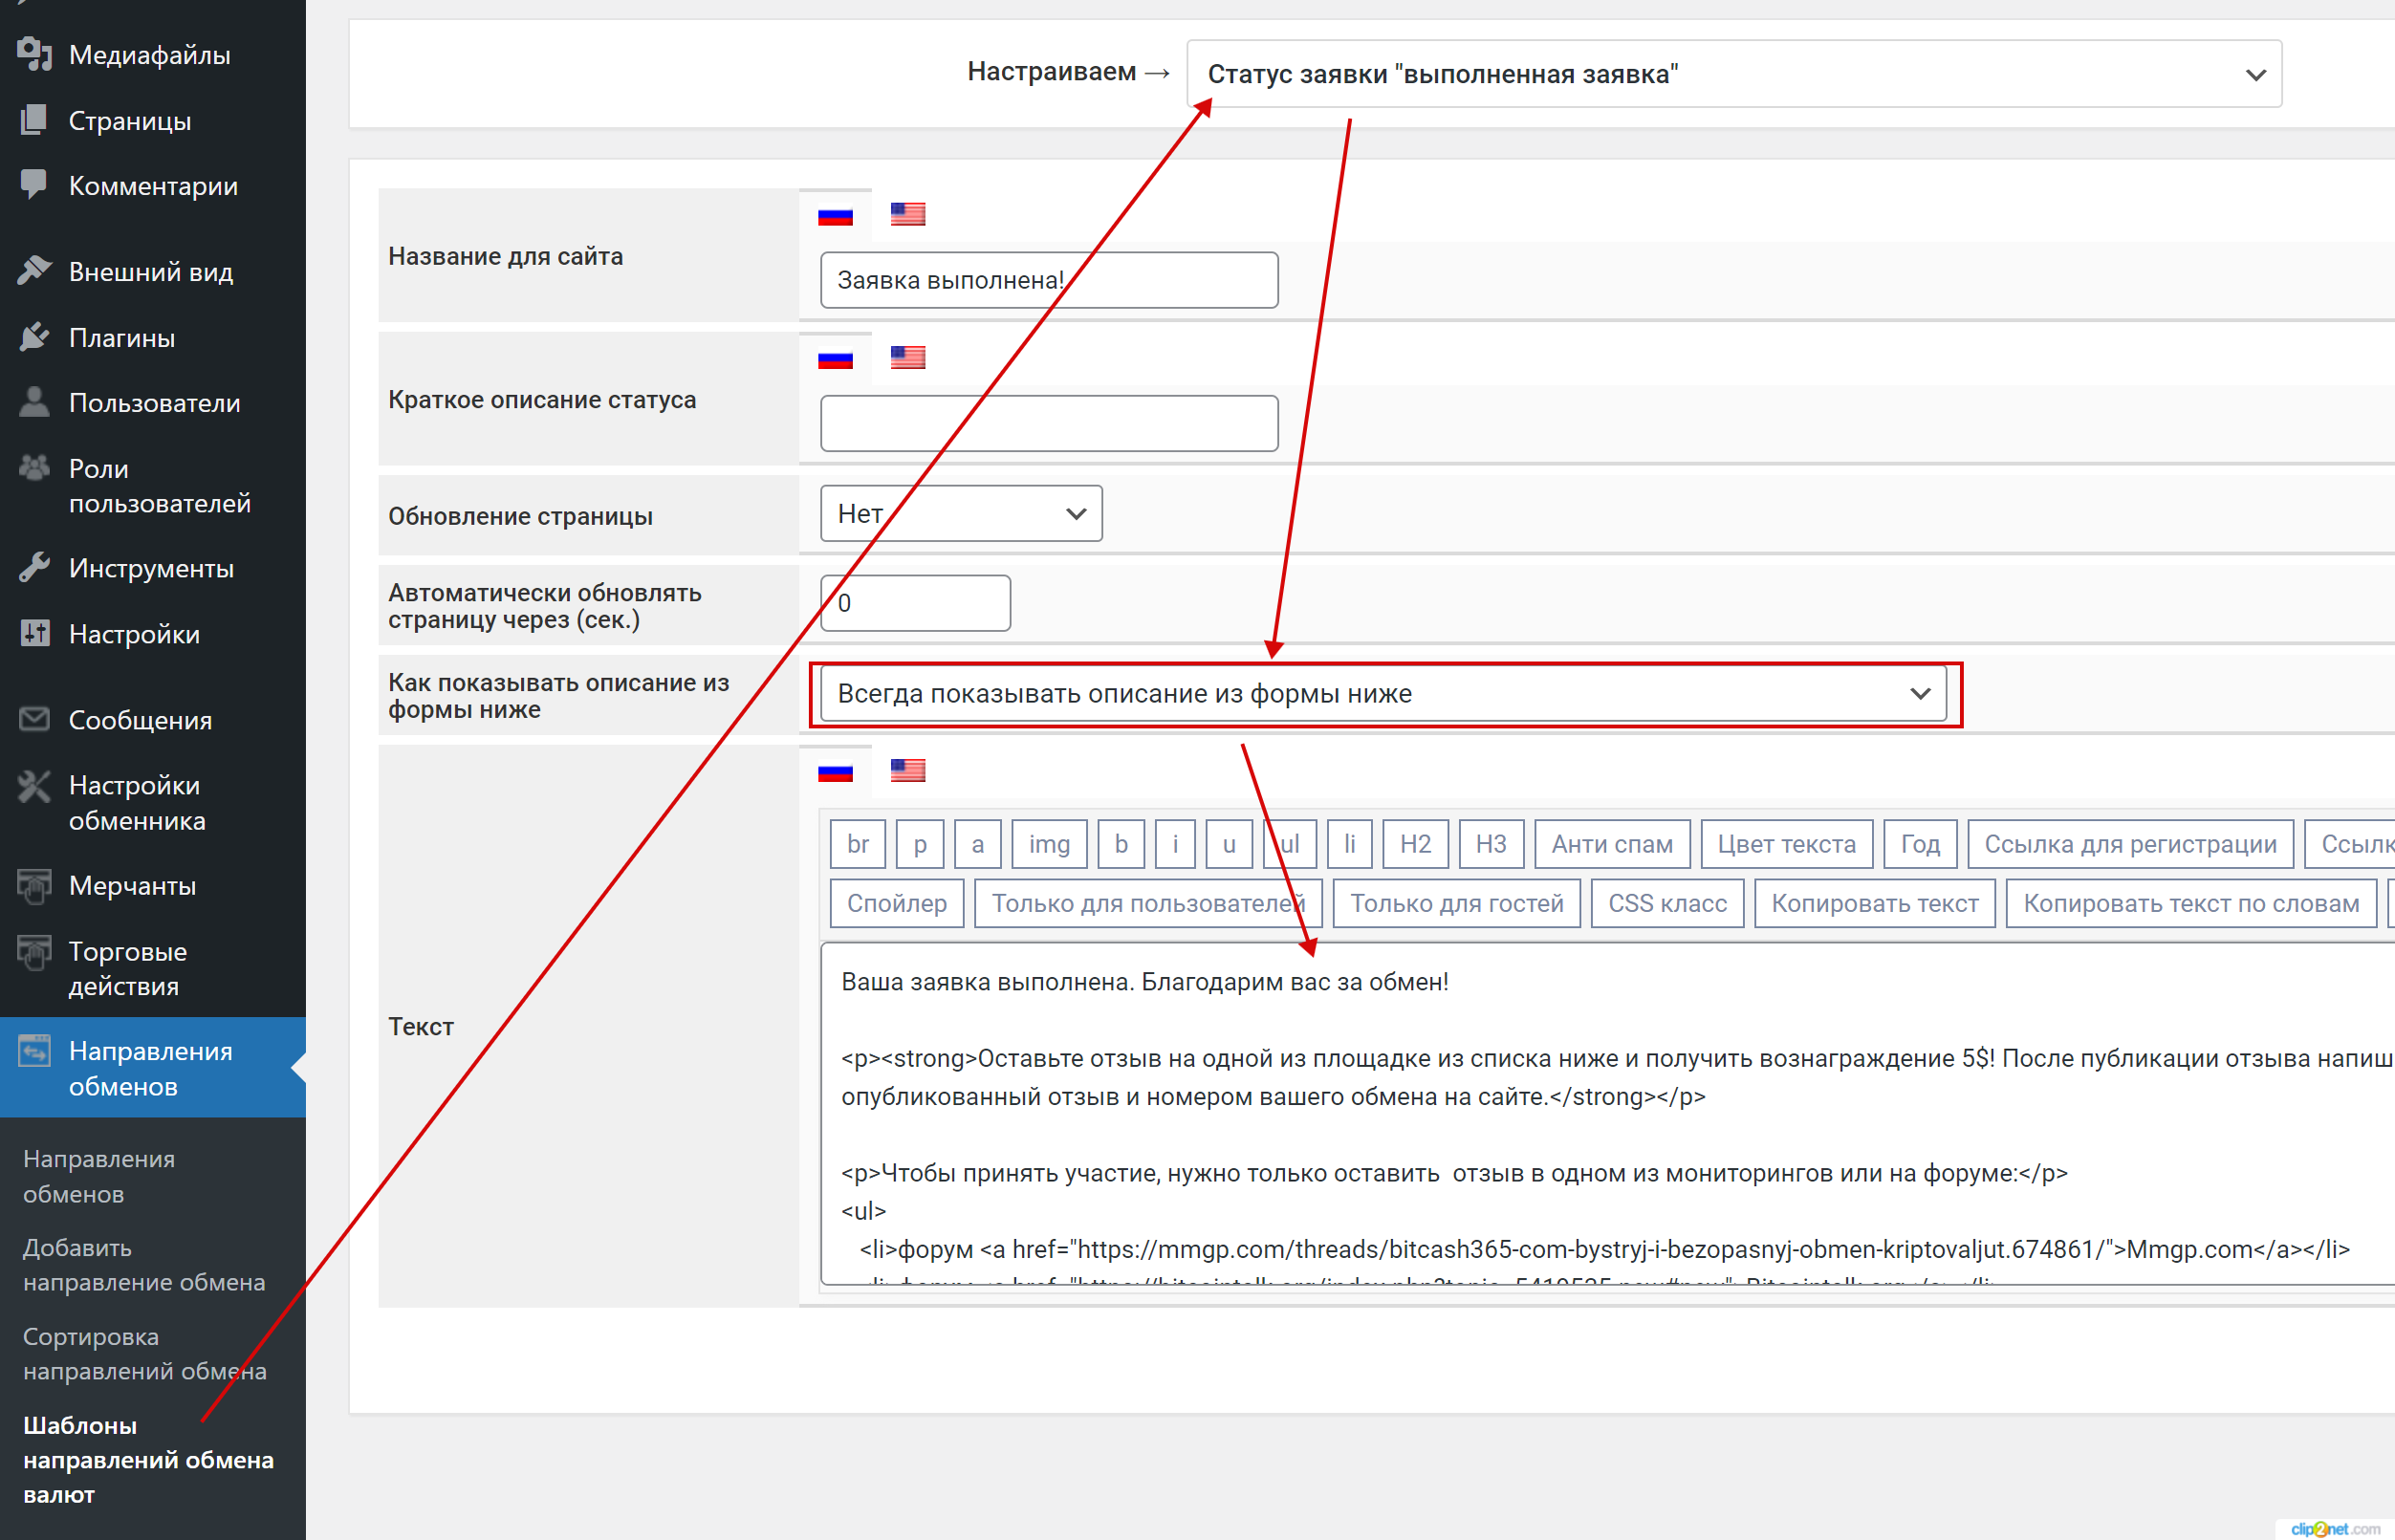 Медиафайлы
Страницы
Комментарии
Внешний вид
Плагины
Пользователи
Роли
пользователей
Инструменты
Настройки
Сообщения
Настройки
обменника
Мерчанты
Торговые
действия
Направления
обменов
Направления
обменов
Добавить
направление обмена
Сортировка
направлений обмена
Шаблоны
направлений обмена
валют
Настраиваем → Статус заявки "выполненная заявка"
Название для сайта
Заявка выполнена!
Краткое описание статуса
Обновление страницы
Нет
Автоматически обновлять
страницу через (сек.)
0
Как показывать описание из
формы ниже
Всегда показывать описание из формы ниже
Текст
br p a img b i u ul li H2 H3 Анти спам Цвет текста Год Ссылка для регистрации Ссылк
Спойлер Только для пользователей Только для гостей CSS класс Копировать текст Копировать текст по словам
Ваша заявка выполнена. Благодарим вас за обмен!
<p><strong>Оставьте отзыв на одной из площадке из списка ниже и получить вознаграждение 5$! После публикации отзыва напиш
опубликованный отзыв и номером вашего обмена на сайте.</strong></p>
<p>Чтобы принять участие, нужно только оставить  отзыв в одном из мониторингов или на форуме:</p>
<ul>
<li>форум <a href="https://mmgp.com/threads/bitcash365-com-bystryj-i-bezopasnyj-obmen-kriptovaljut.674861/">Mmgp.com</a></li>
clip2net.com